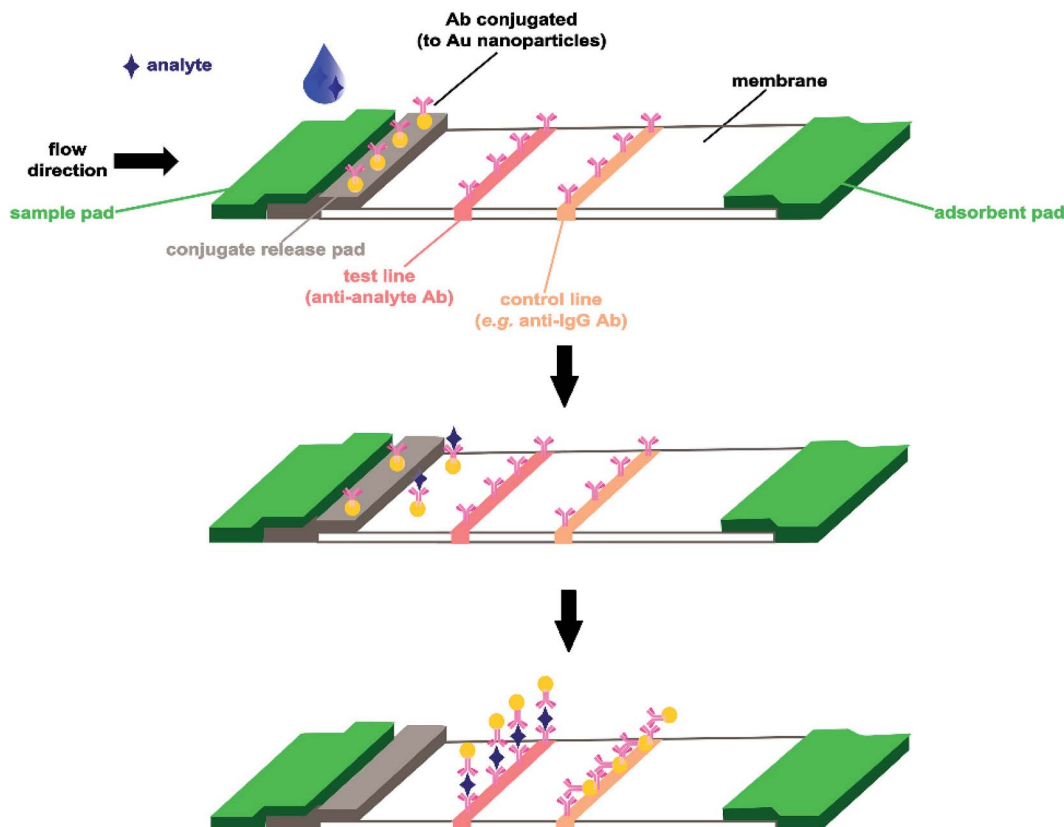 Ab conjugated
(to Au nanoparticles)
analyte
membrane
flow
direction
sample pad
adsorbent pad
conjugate release pad
test line
(anti-analyte Ab)
control line
(e.g. anti-IgG Ab)